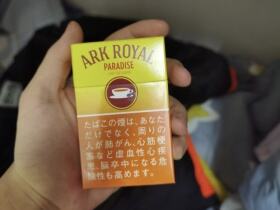 ARK ROYAL
PARADISE
たばこの煙は、あなた
だけでなく、周りの
人が肺がん、心筋梗
塞など虚血性心疾
患、脳卒中になる危
険性も高めます。